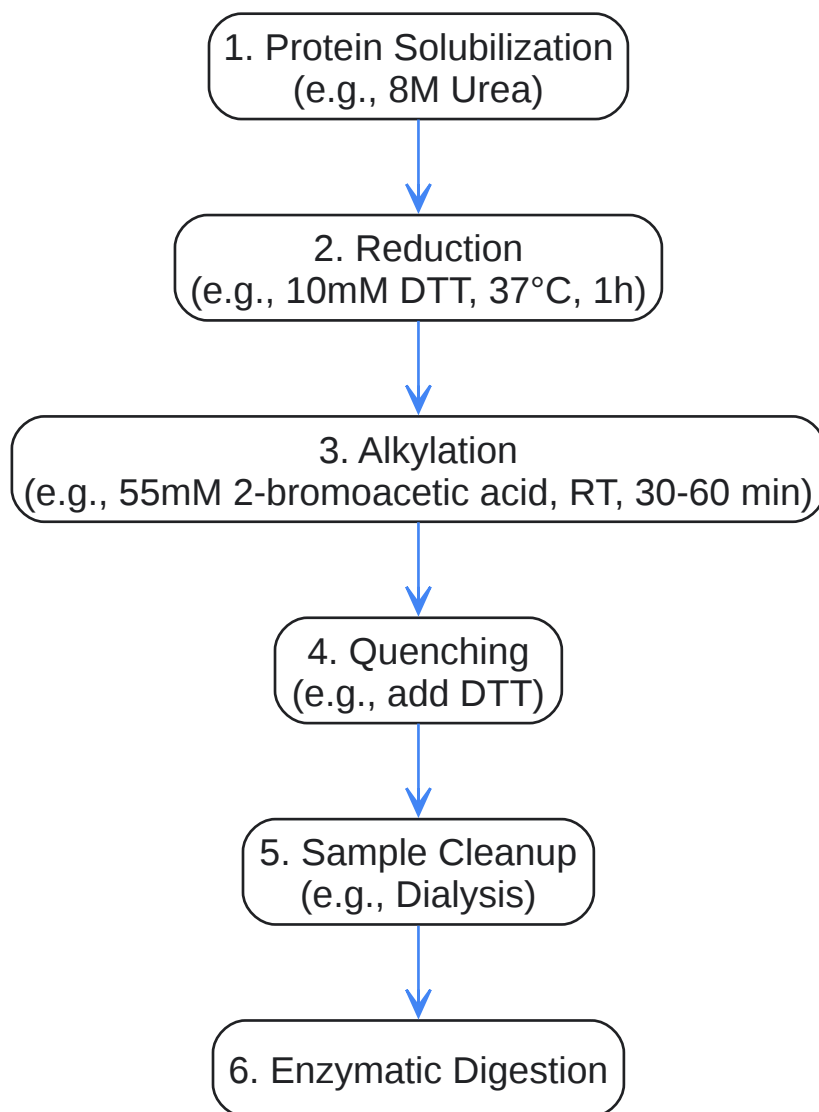 1. Protein Solubilization
(e.g., 8M Urea)
2. Reduction
(e.g., 10mM DTT, 37°C, 1h)
3. Alkylation
(e.g., 55mM 2-bromoacetic acid, RT, 30-60 min)
4. Quenching
(e.g., add DTT)
5. Sample Cleanup
(e.g., Dialysis)
6. Enzymatic Digestion